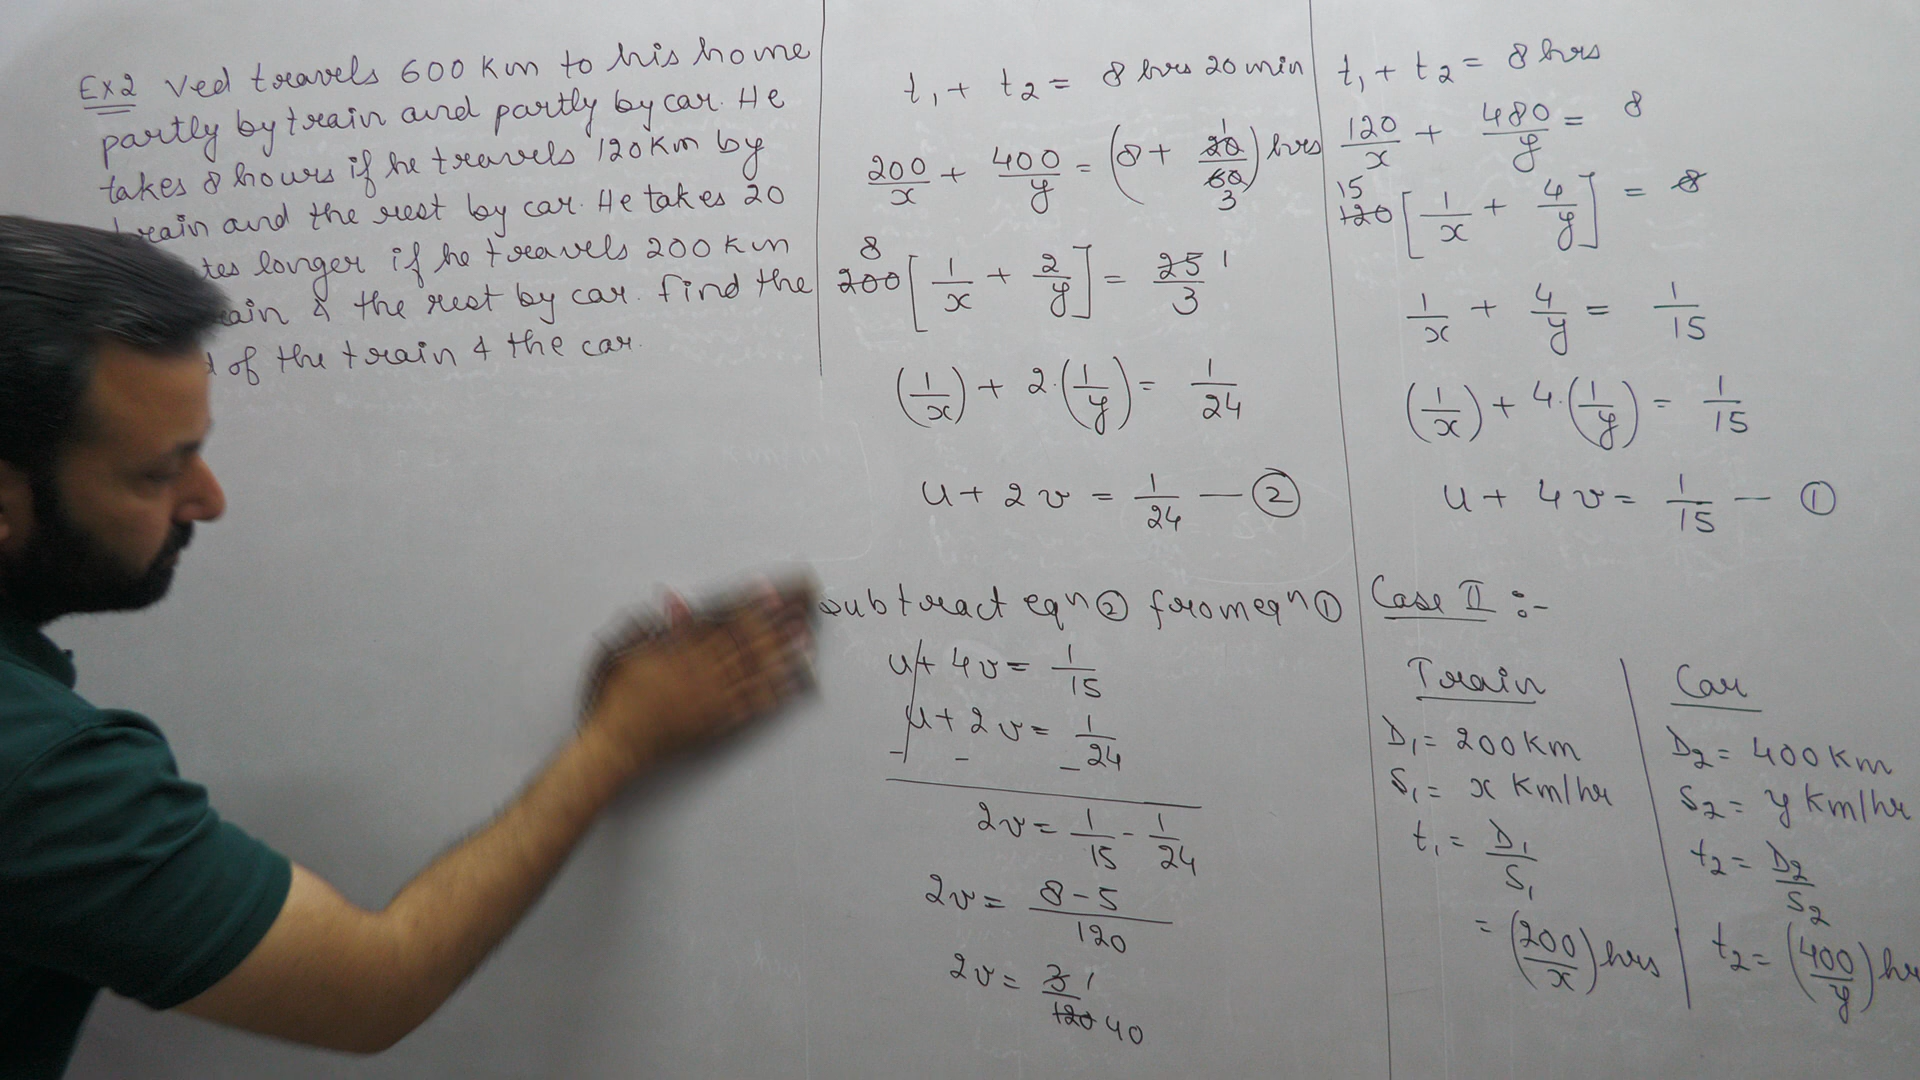 Ex2 Ved travels 600 Km to his home
partly by train and partly by car. He
takes 8 hours if he travels 120 Km by
train and the rest by car. He takes 20
longer if he travels 200 Km
& the rest by car. Find the
of the train & the car.
t₁ + t₂ = 8 hrs 20 min
200/x + 400/y = (8 + 20/60) hrs
1
3
8
200 [1/x + 2/y] = 25/3
1
(1/x) + 2·(1/y) = 1/24
u + 2v = 1/24 — ②
Subtract eqⁿ ② from eqⁿ ①
u + 4v = 1/15
u + 2v = 1/24
- - -
2v = 1/15 - 1/24
2v = (8 - 5)/120
2v = 3/120
1
40
t₁ + t₂ = 8 hrs
120/x + 480/y = 8
15
120 [1/x + 4/y] = 8
1/x + 4/y = 1/15
(1/x) + 4·(1/y) = 1/15
u + 4v = 1/15 — ①
Case II :-
Train
D₁ = 200 Km
S₁ = x Km/hr
t₁ = D₁/S₁
= (200/x) hrs
Car
D₂ = 400 Km
S₂ = y Km/hr
t₂ = D₂/S₂
t₂ = (400/y)